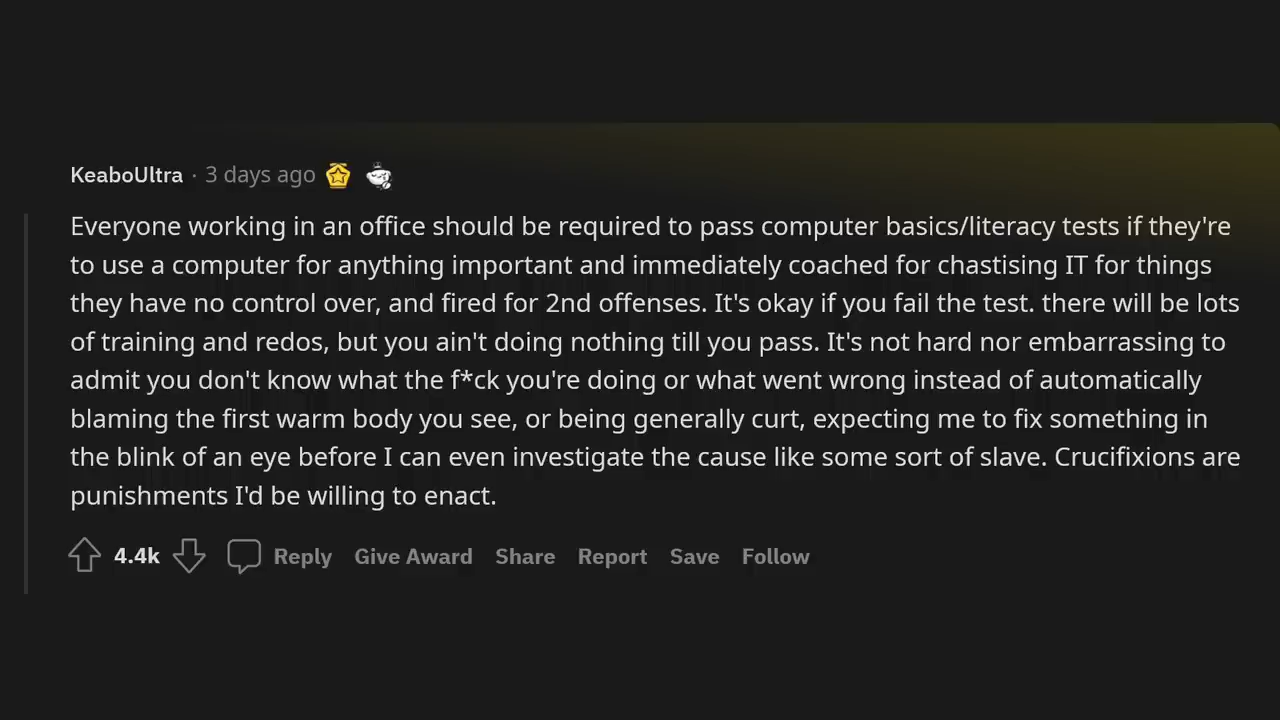 KeaboUltra · 3 days ago
Everyone working in an office should be required to pass computer basics/literacy tests if they're
to use a computer for anything important and immediately coached for chastising IT for things
they have no control over, and fired for 2nd offenses. It's okay if you fail the test. there will be lots
of training and redos, but you ain't doing nothing till you pass. It's not hard nor embarrassing to
admit you don't know what the f*ck you're doing or what went wrong instead of automatically
blaming the first warm body you see, or being generally curt, expecting me to fix something in
the blink of an eye before I can even investigate the cause like some sort of slave. Crucifixions are
punishments I'd be willing to enact.
4.4k Reply Give Award Share Report Save Follow